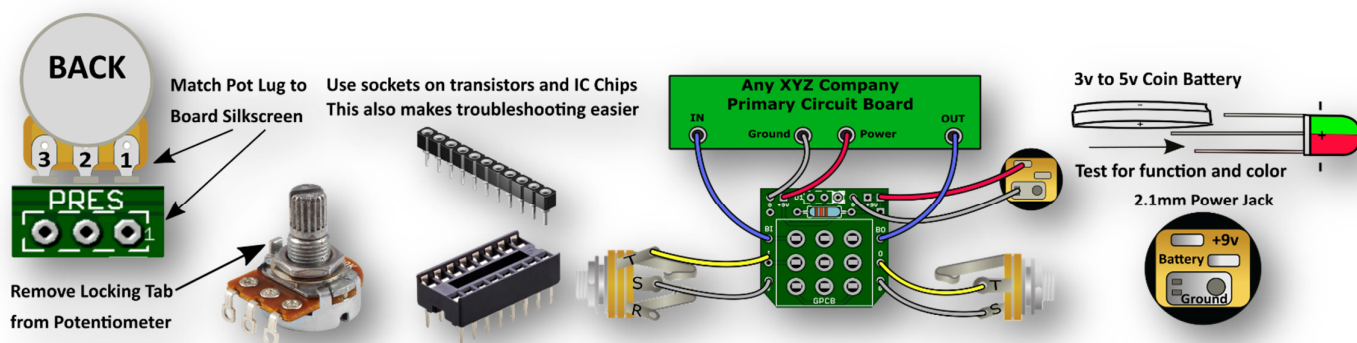 BACK
3 2 1
PRES
1
Match Pot Lug to
Board Silkscreen
Remove Locking Tab
from Potentiometer
Use sockets on transistors and IC Chips
This also makes troubleshooting easier
Any XYZ Company
Primary Circuit Board
IN
Ground
Power
OUT
+9v
+9v
BI
BO
GPCB
T
S
R
T
S
3v to 5v Coin Battery
-
+
-
+
-
Test for function and color
2.1mm Power Jack
+9v
Battery
Ground